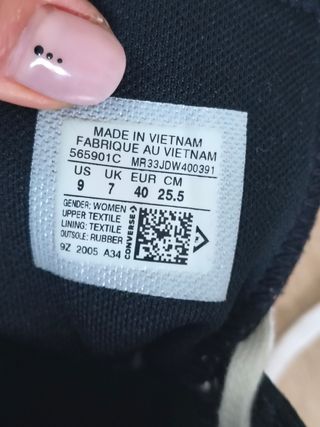 MADE IN VIETNAM
FABRIQUE AU VIETNAM
565901C MR33JDW400391
US UK EUR CM
9 7 40 25.5
GENDER: WOMEN
UPPER TEXTILE
LINING: TEXTILE
OUTSOLE: RUBBER
9Z 2005 A34
CONVERSE